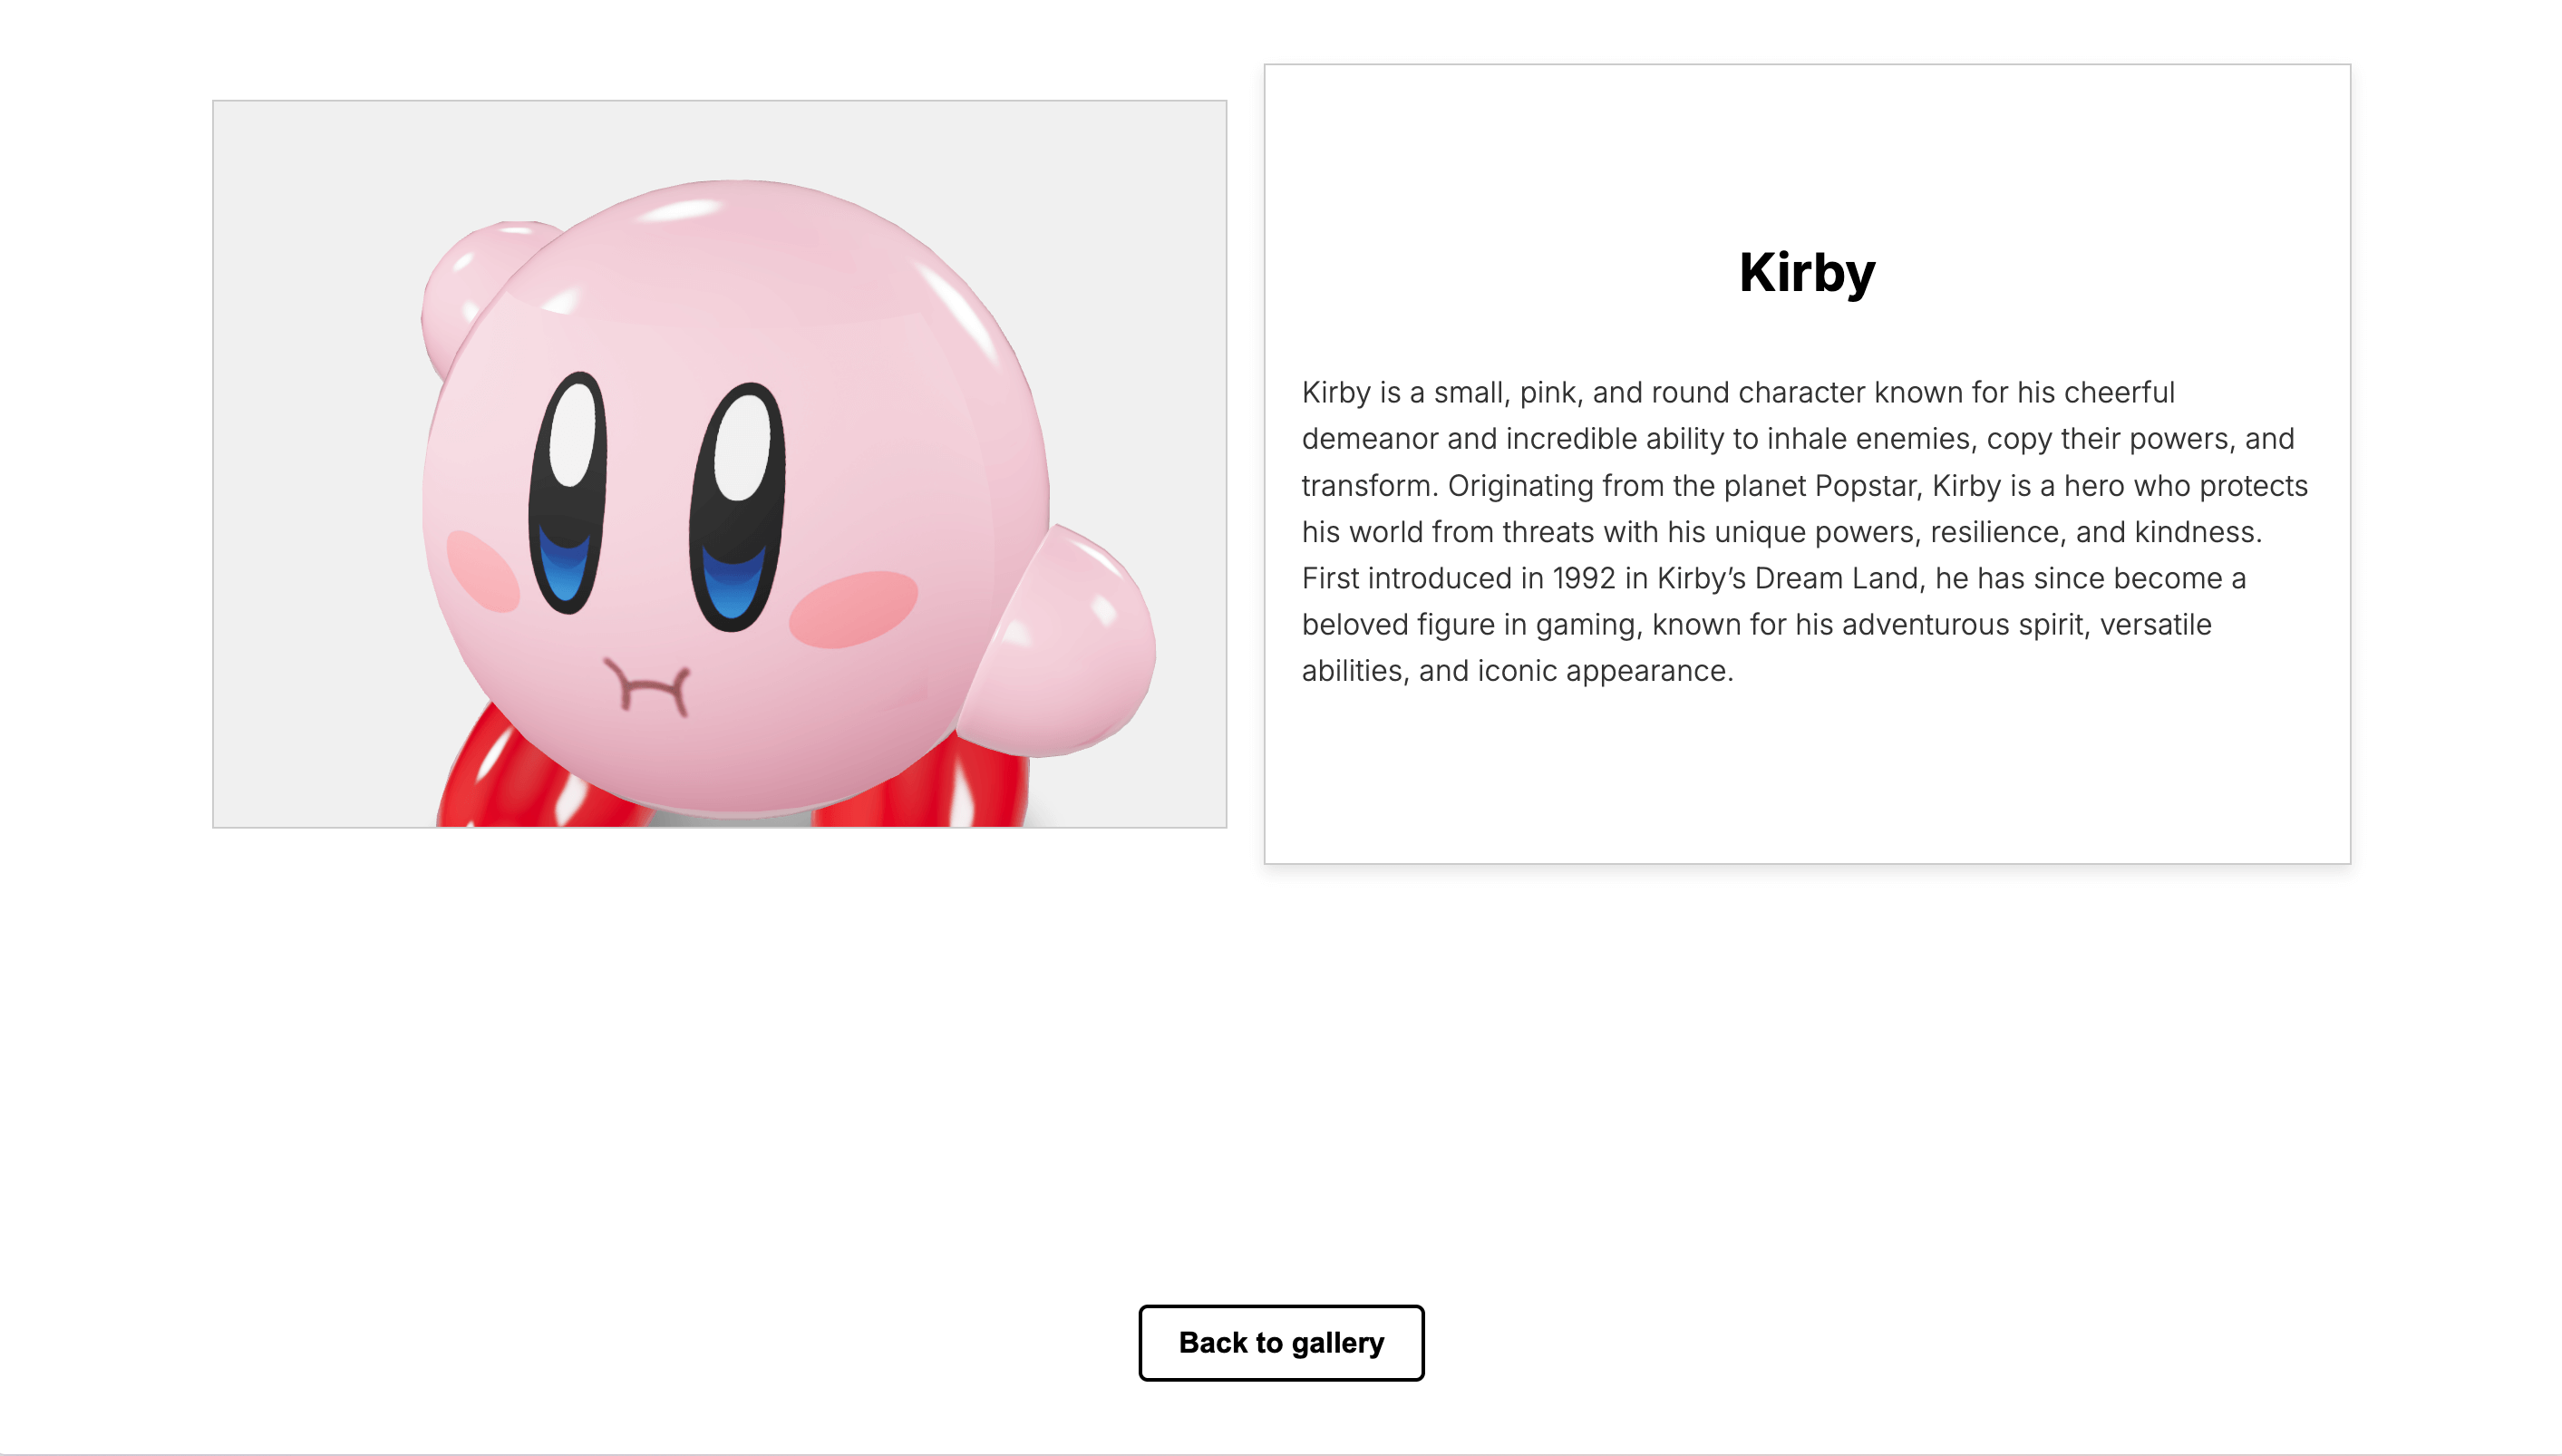 Kirby
Kirby is a small, pink, and round character known for his cheerful
demeanor and incredible ability to inhale enemies, copy their powers, and
transform. Originating from the planet Popstar, Kirby is a hero who protects
his world from threats with his unique powers, resilience, and kindness.
First introduced in 1992 in Kirby’s Dream Land, he has since become a
beloved figure in gaming, known for his adventurous spirit, versatile
abilities, and iconic appearance.
Back to gallery